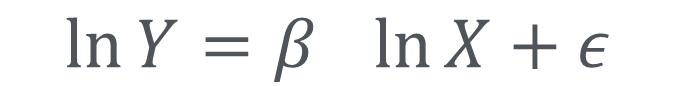 ln Y = β ln X + ϵ